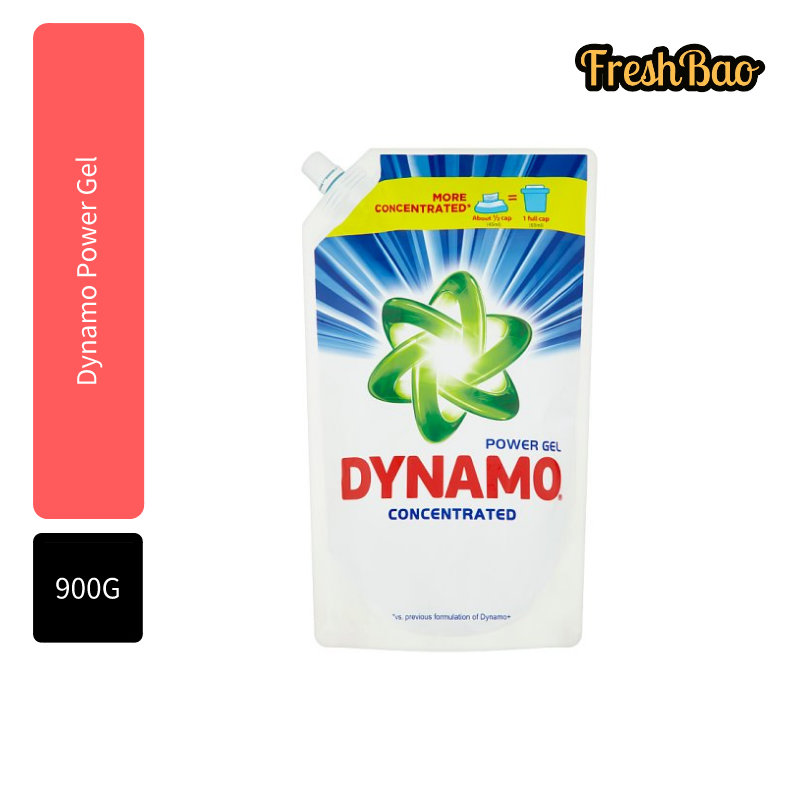 FreshBao
Dynamo Power Gel
900G
MORE
CONCENTRATED*
=
About ½ cap
1 full cap
POWER GEL
DYNAMO®
CONCENTRATED
*vs. previous formulation of Dynamo+